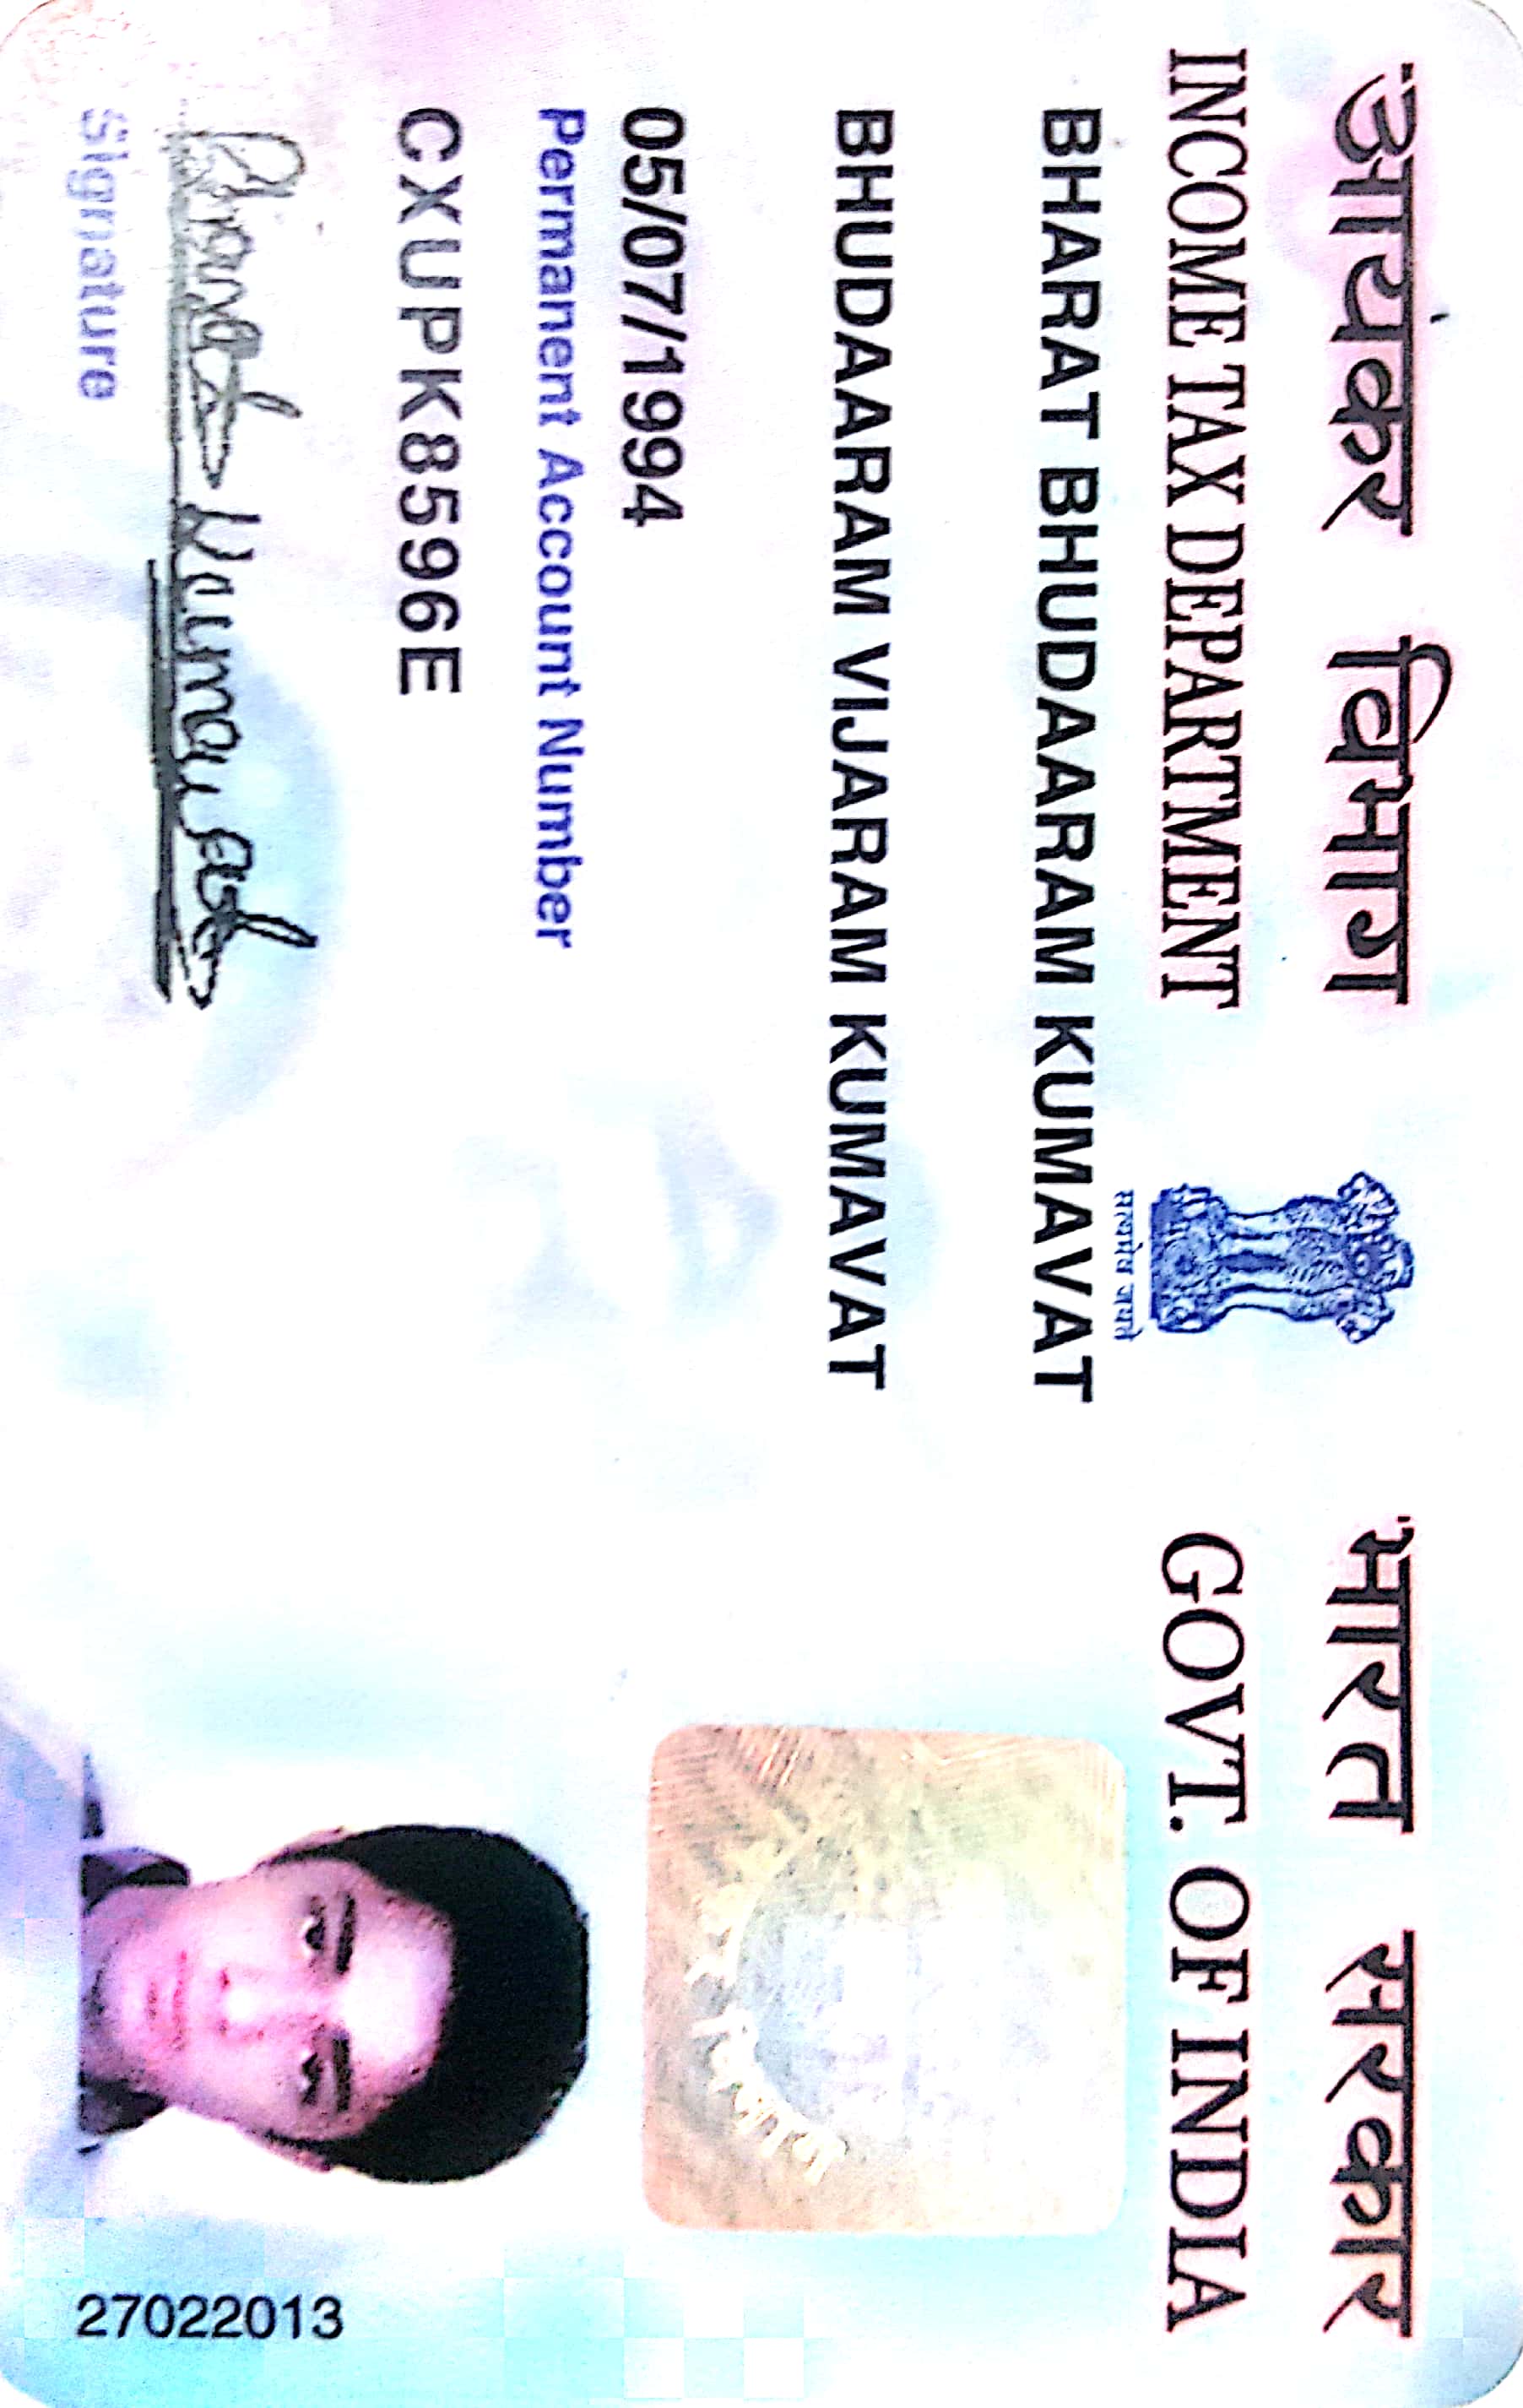 आयकर विभाग
INCOME TAX DEPARTMENT
सत्यमेव जयते
भारत सरकार
GOVT. OF INDIA
BHARAT BHUDAARAM KUMAVAT
BHUDAARAM VIJARAM KUMAVAT
05/07/1994
Permanent Account Number
CXUPK8596E
Bharat Kumavat
Signature
27022013